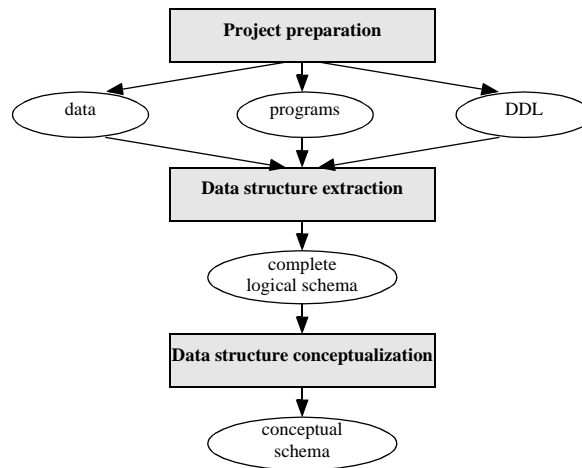 Project preparation
data
programs
DDL
Data structure extraction
complete
logical schema
Data structure conceptualization
conceptual
schema